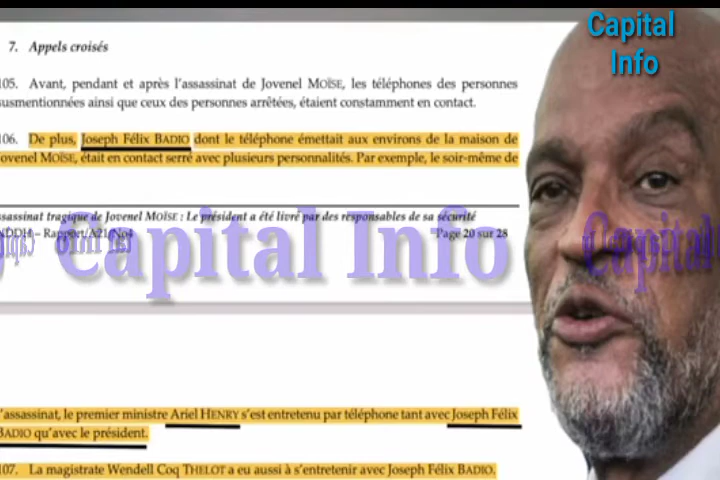 Capital
Info
7. Appels croisés
105. Avant, pendant et après l'assassinat de Jovenel MOÏSE, les téléphones des personnes
susmentionnées ainsi que ceux des personnes arrêtées, étaient constamment en contact.
106. De plus, Joseph Félix BADIO dont le téléphone émettait aux environs de la maison de
Jovenel MOÏSE, était en contact serré avec plusieurs personnalités. Par exemple, le soir-même de
assassinat tragique de Jovenel MOÏSE : Le président a été livré par des responsables de sa sécurité
NDDH – Rapport/A21/No4 Page 20 sur 28
Capital Info Capital
l'assassinat, le premier ministre Ariel HENRY s'est entretenu par téléphone tant avec Joseph Félix
BADIO qu'avec le président.
107. La magistrate Wendell Coq THELOT a eu aussi à s'entretenir avec Joseph Félix BADIO.